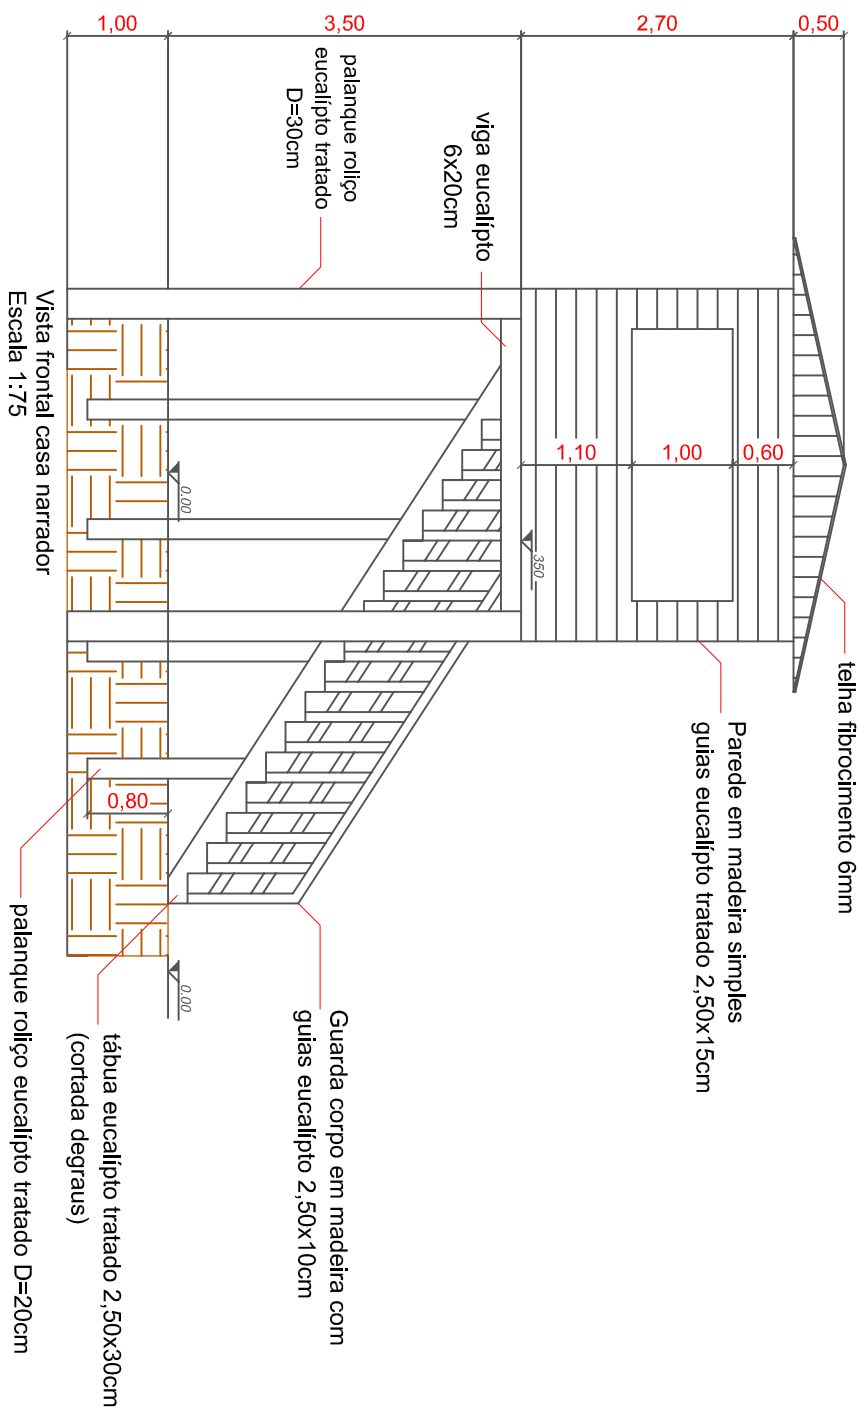 1,00
3,50
2,70
0,50
palanque roliço
eucalípto tratado
D=30cm
viga eucalípto
6x20cm
1,10
1,00
0,60
0.00
350
0,80
0.00
telha fibrocimento 6mm
Parede em madeira simples
guias eucalípto tratado 2,50x15cm
Guarda corpo em madeira com
guias eucalípto 2,50x10cm
tábua eucalípto tratado 2,50x30cm
(cortada degraus)
palanque roliço eucalípto tratado D=20cm
Vista frontal casa narrador
Escala 1:75